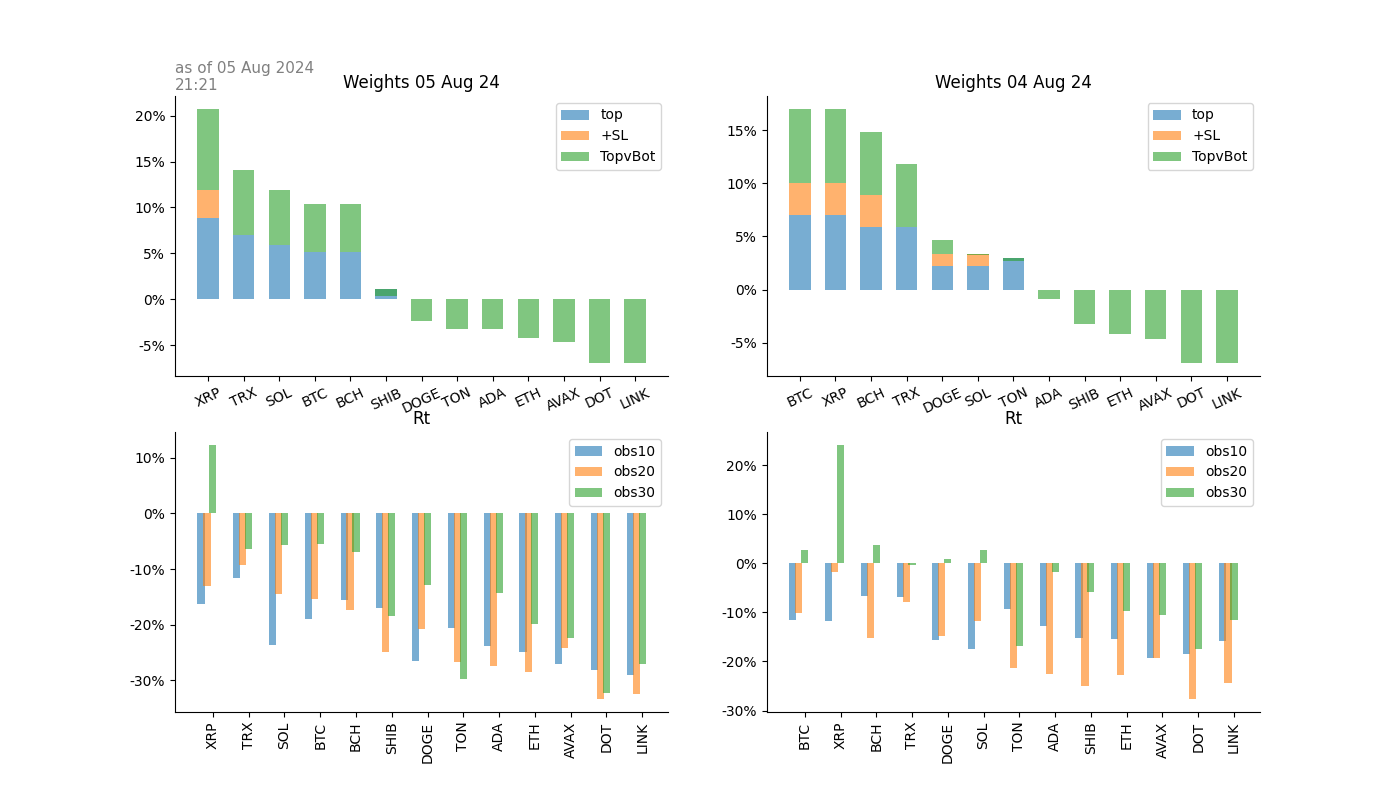 as of 05 Aug 2024
21:21
Weights 05 Aug 24
20%
15%
10%
5%
0%
-5%
top
+SL
TopvBot
XRP TRX SOL BTC BCH SHIB DOGE TON ADA ETH AVAX DOT LINK
Weights 04 Aug 24
15%
10%
5%
0%
-5%
top
+SL
TopvBot
BTC XRP BCH TRX DOGE SOL TON ADA SHIB ETH AVAX DOT LINK
Rt
10%
0%
-10%
-20%
-30%
obs10
obs20
obs30
XRP TRX SOL BTC BCH SHIB DOGE TON ADA ETH AVAX DOT LINK
Rt
20%
10%
0%
-10%
-20%
-30%
obs10
obs20
obs30
BTC XRP BCH TRX DOGE SOL TON ADA SHIB ETH AVAX DOT LINK